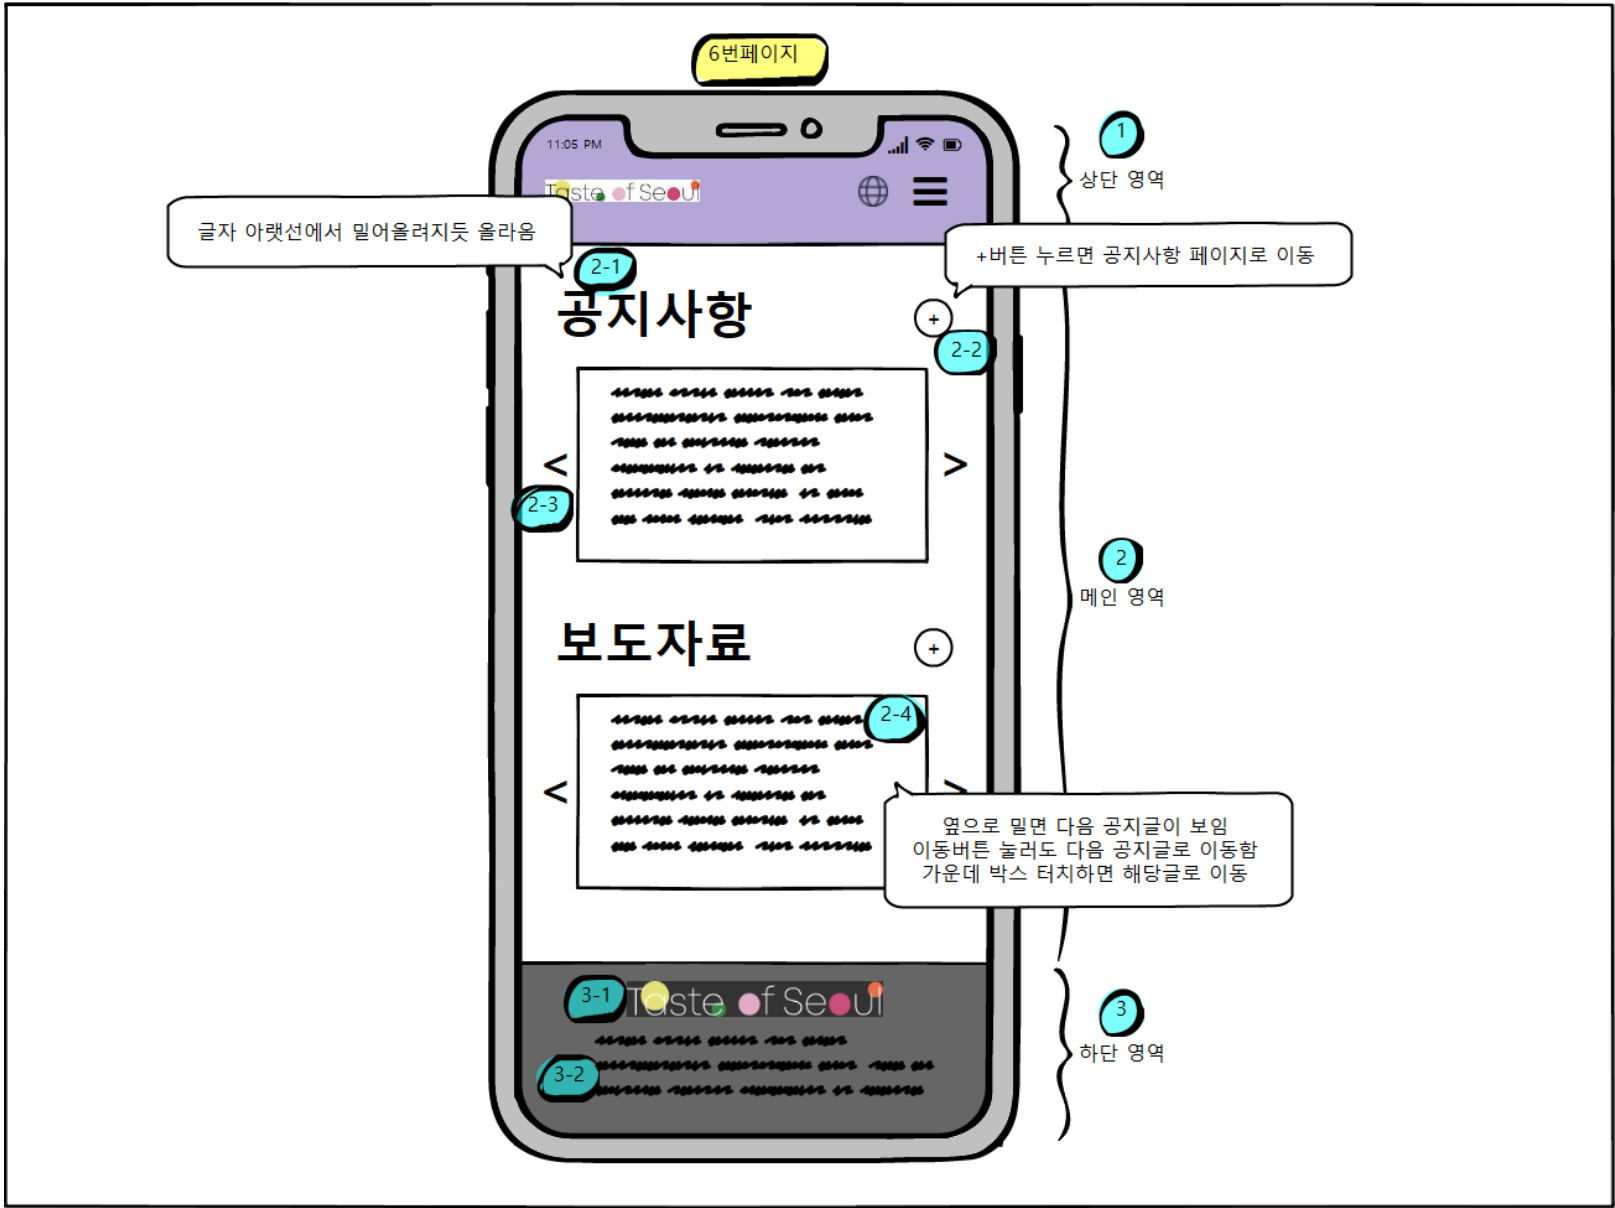 6번페이지
1
상단 영역
11:05 PM
Taste of Seoul
글자 아랫선에서 밀어올려지듯 올라옴
+버튼 누르면 공지사항 페이지로 이동
2-1
공지사항
+
2-2
<
>
2-3
2
메인 영역
보도자료
+
2-4
<
>
옆으로 밀면 다음 공지글이 보임
이동버튼 눌러도 다음 공지글로 이동함
가운데 박스 터치하면 해당글로 이동
3-1
Taste of Seoul
3
하단 영역
3-2